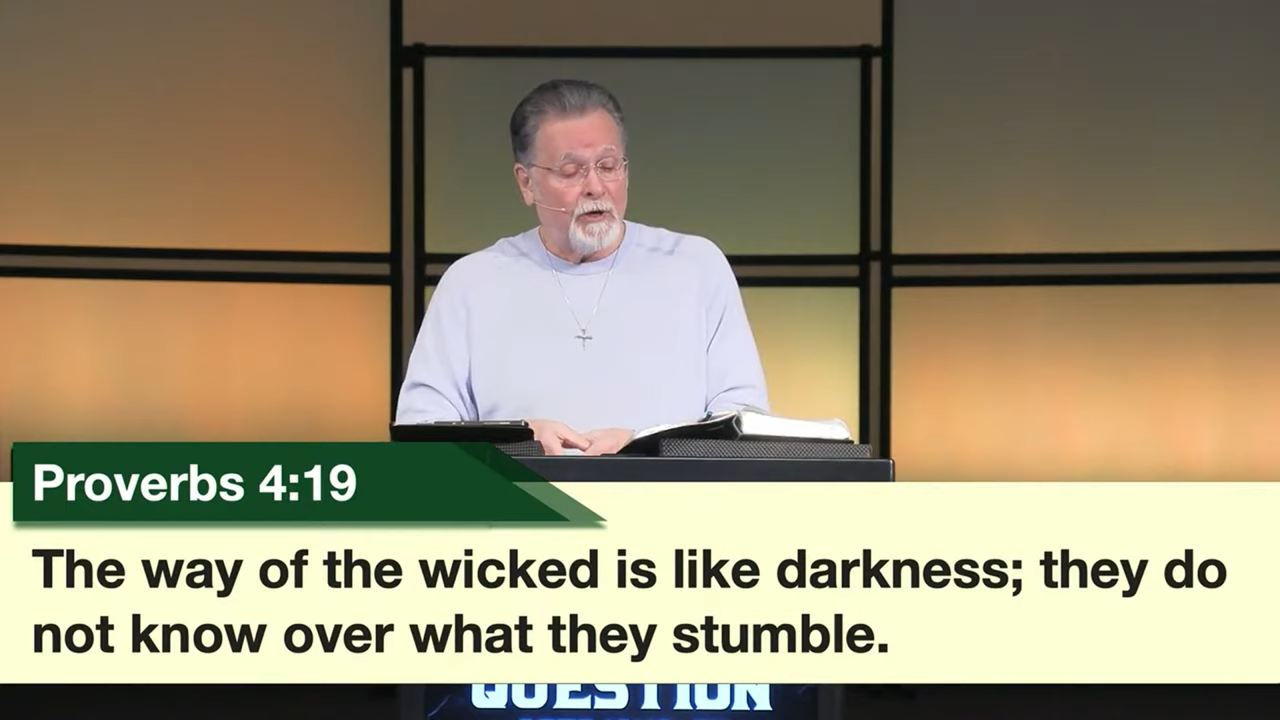 Proverbs 4:19
The way of the wicked is like darkness; they do
not know over what they stumble.
QUESTION